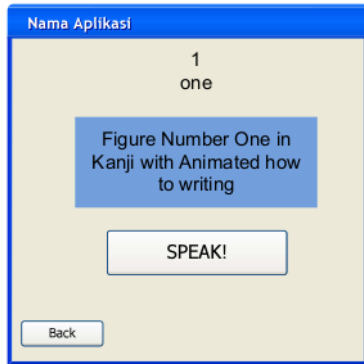 Nama Aplikasi
1
one
Figure Number One in
Kanji with Animated how
to writing
SPEAK!
Back